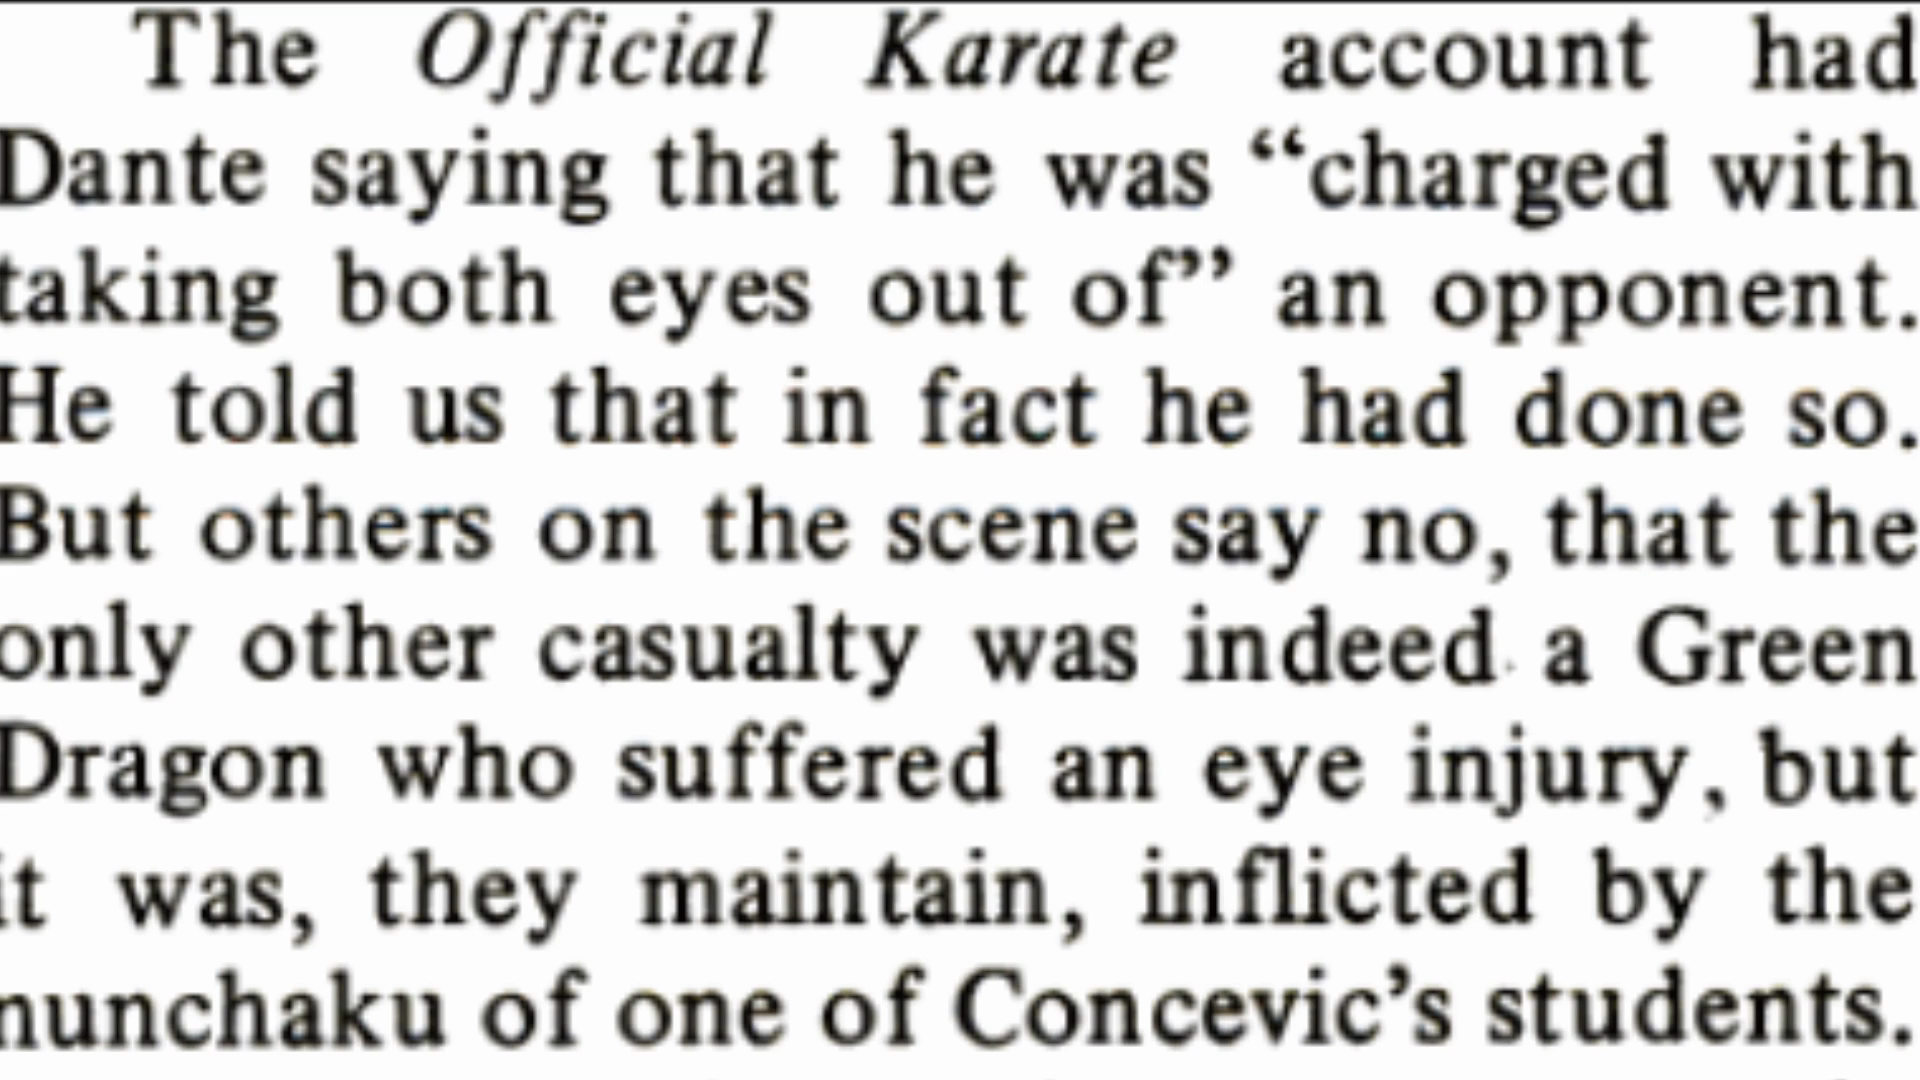 The Official Karate account had
Dante saying that he was “charged with
taking both eyes out of” an opponent.
He told us that in fact he had done so.
But others on the scene say no, that the
only other casualty was indeed a Green
Dragon who suffered an eye injury, but
it was, they maintain, inflicted by the
nunchaku of one of Concevic’s students.